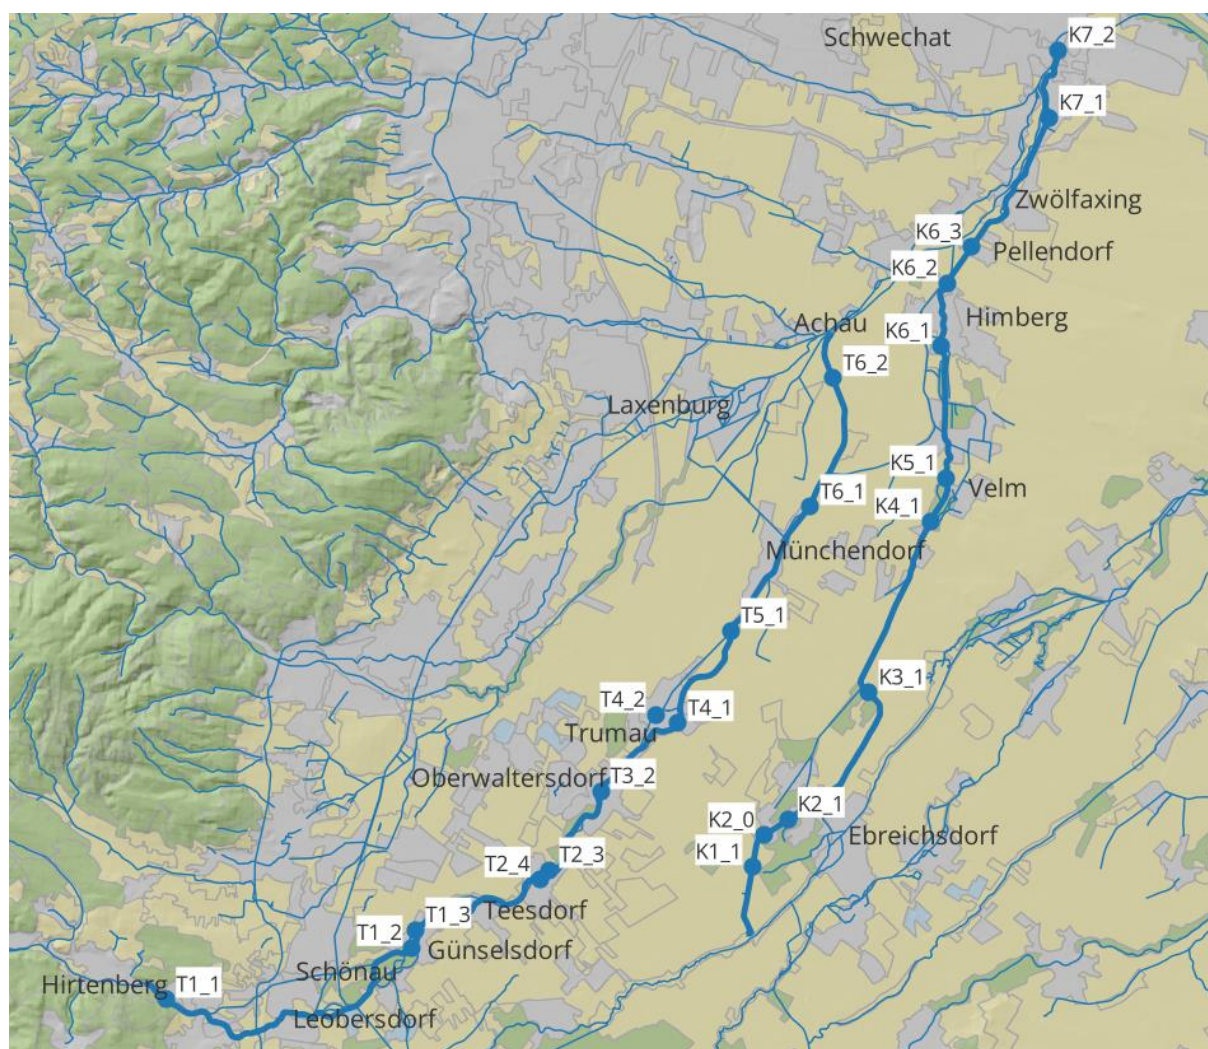 K7_2
Schwechat
K7_1
Zwölfaxing
K6_3
Pellendorf
K6_2
Himberg
Achau
K6_1
T6_2
Laxenburg
K5_1
Velm
T6_1
K4_1
Münchendorf
T5_1
K3_1
T4_2
T4_1
Trumau
Oberwaltersdorf
T3_2
K2_1
K2_0
Ebreichsdorf
K1_1
T2_3
T2_4
T1_3
Teesdorf
T1_2
Günselsdorf
Schönau
Hirtenberg
T1_1
Leobersdorf